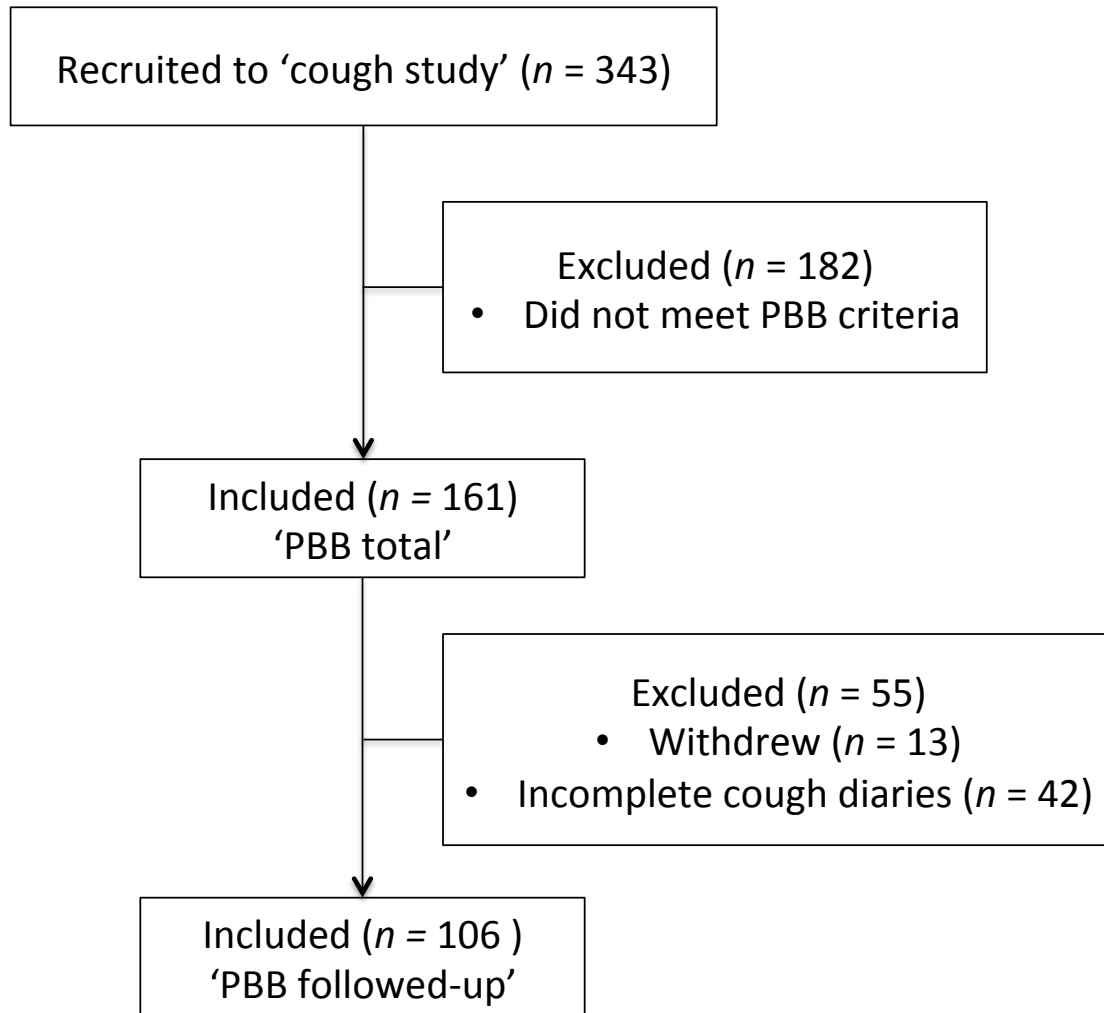 Recruited to ‘cough study’ (n = 343)
Excluded (n = 182)
• Did not meet PBB criteria
Included (n = 161)
‘PBB total’
Excluded (n = 55)
• Withdrew (n = 13)
• Incomplete cough diaries (n = 42)
Included (n = 106 )
‘PBB followed-up’